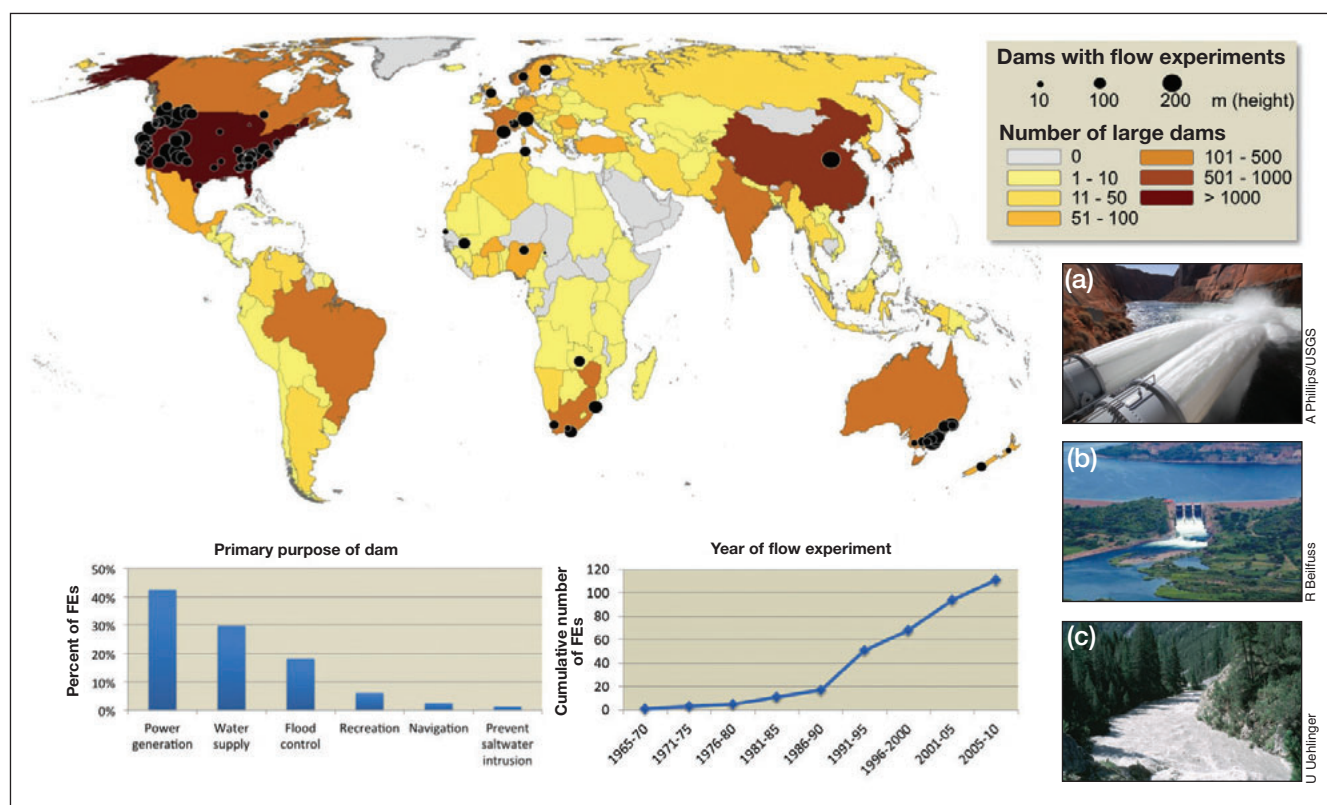 Dams with flow experiments
10 100 200 m (height)
Number of large dams
0
1 - 10
11 - 50
51 - 100
101 - 500
501 - 1000
> 1000
(a)
A Phillips/USGS
(b)
R Beilfuss
(c)
U Uehlinger
Primary purpose of dam
Percent of FEs
50%
40%
30%
20%
10%
0%
Power
generation
Water
supply
Flood
control
Recreation
Navigation
Prevent
saltwater
intrusion
Year of flow experiment
Cumulative number
of FEs
120
100
80
60
40
20
0
1965-70
1971-75
1976-80
1981-85
1986-90
1991-95
1996-2000
2001-05
2005-10